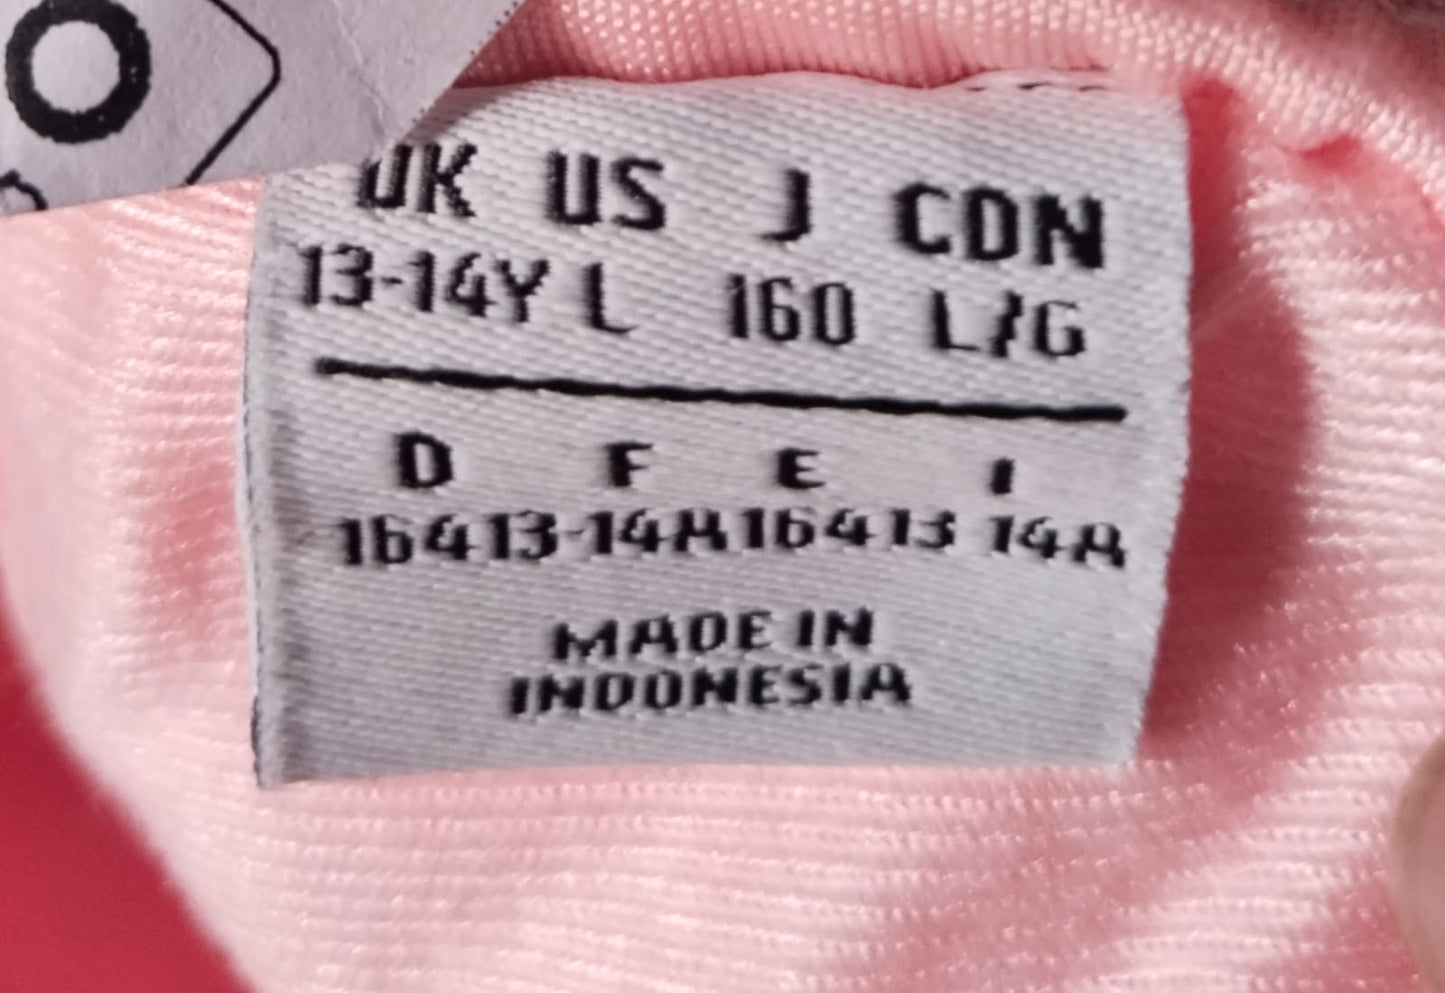 UK US J CDN
13-14Y L 160 L/G
D F E I
164 13-14A 164 13 14A
MADE IN
INDONESIA